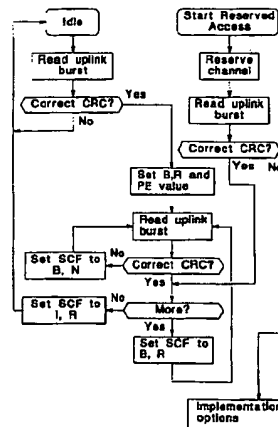 Idle
Start Reserved
Access
Read uplink
burst
Reserve
channel
Correct CRC?
Yes
No
Read uplink
burst
Correct CRC?
Yes
Set B,R and
PE value
Read uplink
burst
No
Set SCF to
B, N
Correct CRC?
Yes
No
Set SCF to
I, R
More?
Yes
Set SCF to
B, R
Implementation
options